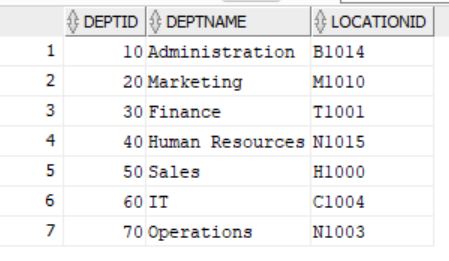 DEPTID DEPTNAME LOCATIONID
1 10 Administration B1014
2 20 Marketing M1010
3 30 Finance T1001
4 40 Human Resources N1015
5 50 Sales H1000
6 60 IT C1004
7 70 Operations N1003